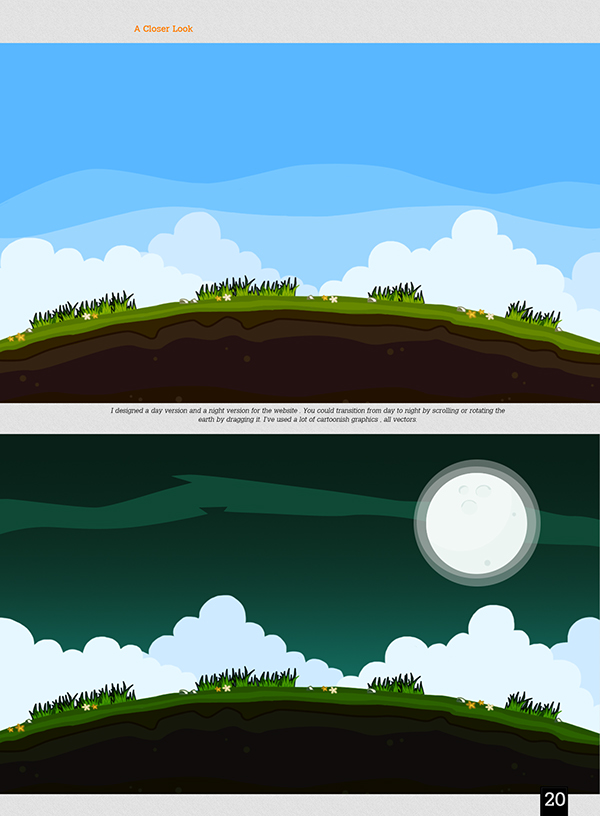 A Closer Look
I designed a day version and a night version for the website . You could transition from day to night by scrolling or rotating the
earth by dragging it. I've used a lot of cartoonish graphics , all vectors.
20